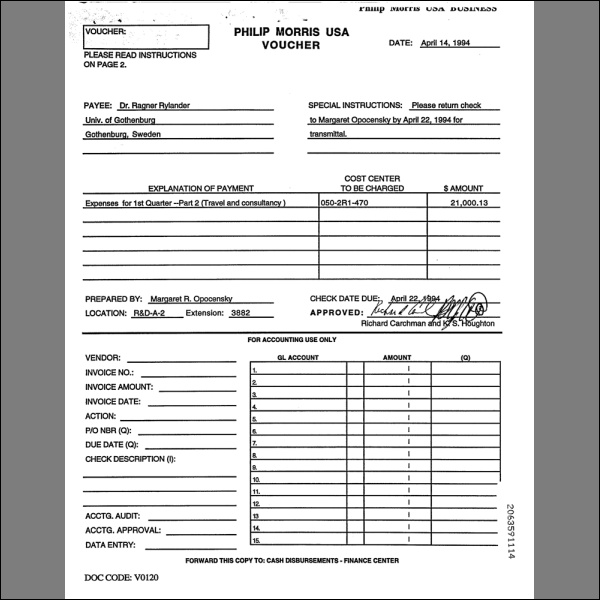 Philip Morris USA BUSINESS
VOUCHER:
PHILIP MORRIS USA
VOUCHER
DATE: April 14, 1994
PLEASE READ INSTRUCTIONS
ON PAGE 2.
PAYEE: Dr. Ragner Rylander
SPECIAL INSTRUCTIONS: Please return check
Univ. of Gothenburg
to Margaret Opocensky by April 22, 1994 for
Gothenburg, Sweden
transmittal.
EXPLANATION OF PAYMENT
COST CENTER
TO BE CHARGED
$ AMOUNT
Expenses for 1st Quarter --Part 2 (Travel and consultancy )
050-2R1-470
21,000.13
PREPARED BY: Margaret R. Opocensky
CHECK DATE DUE: April 22, 1994
LOCATION: R&D-A-2 Extension: 3882
APPROVED:
Richard Carchman and K. S. Houghton
FOR ACCOUNTING USE ONLY
VENDOR:
GL ACCOUNT
AMOUNT
(Q)
INVOICE NO.:
INVOICE AMOUNT:
INVOICE DATE:
ACTION:
P/O NBR (Q):
DUE DATE (Q):
CHECK DESCRIPTION (I):
ACCTG. AUDIT:
ACCTG. APPROVAL:
DATA ENTRY:
1.
2.
3.
4.
5.
6.
7.
8.
9.
10.
11.
12
13
14.
15.
2063591114
FORWARD THIS COPY TO: CASH DISBURSEMENTS - FINANCE CENTER
DOC CODE: V0120